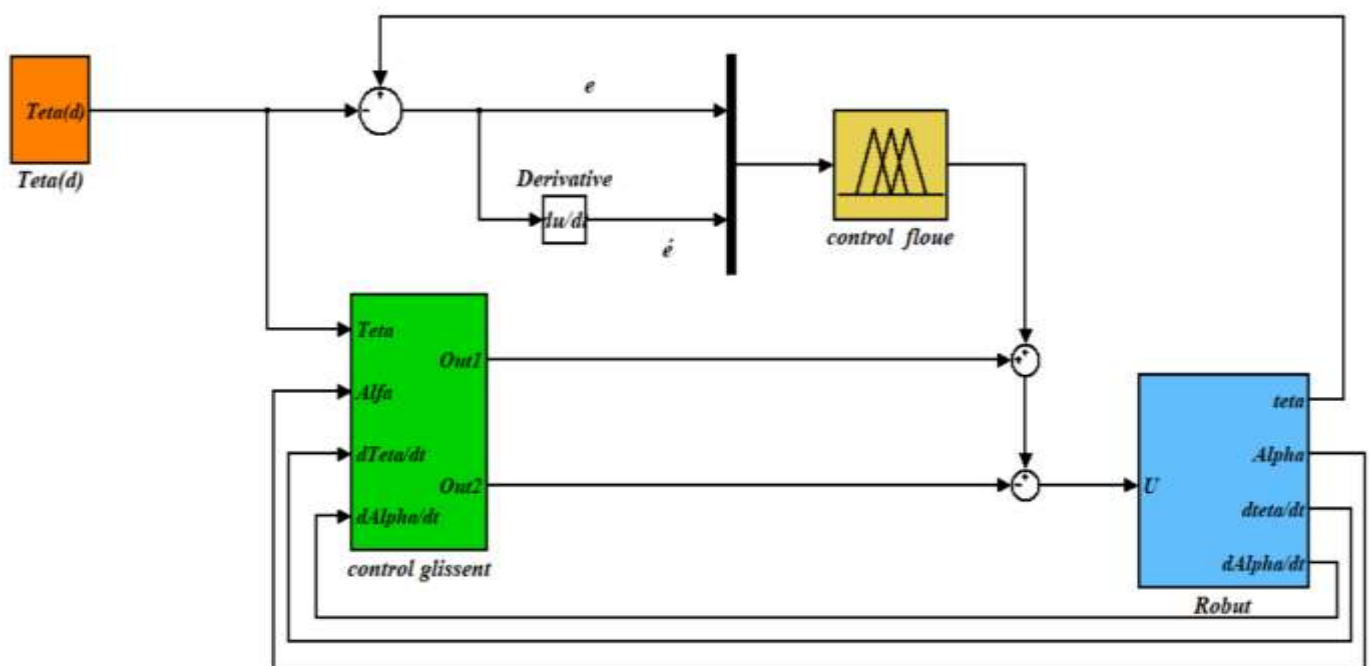 Teta(d)
Teta(d)
e
Derivative
du/dt
é
control floue
Teta
Alfa
dTeta/dt
dAlpha/dt
Out1
Out2
control glissent
U
teta
Alpha
dteta/dt
dAlpha/dt
Robut